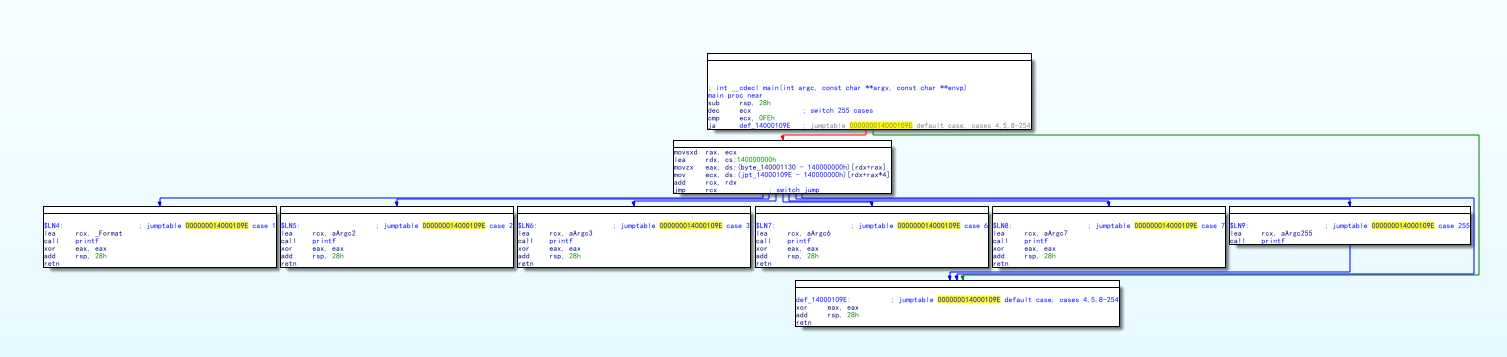 ; int __cdecl main(int argc, const char **argv, const char **envp)
main proc near
sub rsp, 28h
dec ecx ; switch 255 cases
cmp ecx, 0FEh
ja def_14000109E ; jumptable 000000014000109E default case, cases 4,5,8-254
movsxd rax, ecx
lea rdx, cs:140000000h
movzx eax, ds:(byte_140001130 - 140000000h)[rdx+rax]
mov ecx, ds:(jpt_14000109E - 140000000h)[rdx+rax*4]
add rcx, rdx
jmp rcx ; switch jump
$LN4: ; jumptable 000000014000109E case 1
lea rcx, _Format
call printf
xor eax, eax
add rsp, 28h
retn
$LN5: ; jumptable 000000014000109E case 2
lea rcx, aArgc2
call printf
xor eax, eax
add rsp, 28h
retn
$LN6: ; jumptable 000000014000109E case 3
lea rcx, aArgc3
call printf
xor eax, eax
add rsp, 28h
retn
$LN7: ; jumptable 000000014000109E case 6
lea rcx, aArgc6
call printf
xor eax, eax
add rsp, 28h
retn
$LN8: ; jumptable 000000014000109E case 7
lea rcx, aArgc7
call printf
xor eax, eax
add rsp, 28h
retn
$LN9: ; jumptable 000000014000109E case 255
lea rcx, aArgc255
call printf
def_14000109E: ; jumptable 000000014000109E default case, cases 4,5,8-254
xor eax, eax
add rsp, 28h
retn